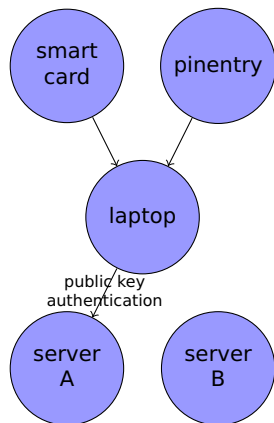 smart
card
pinentry
laptop
public key
authentication
server
A
server
B